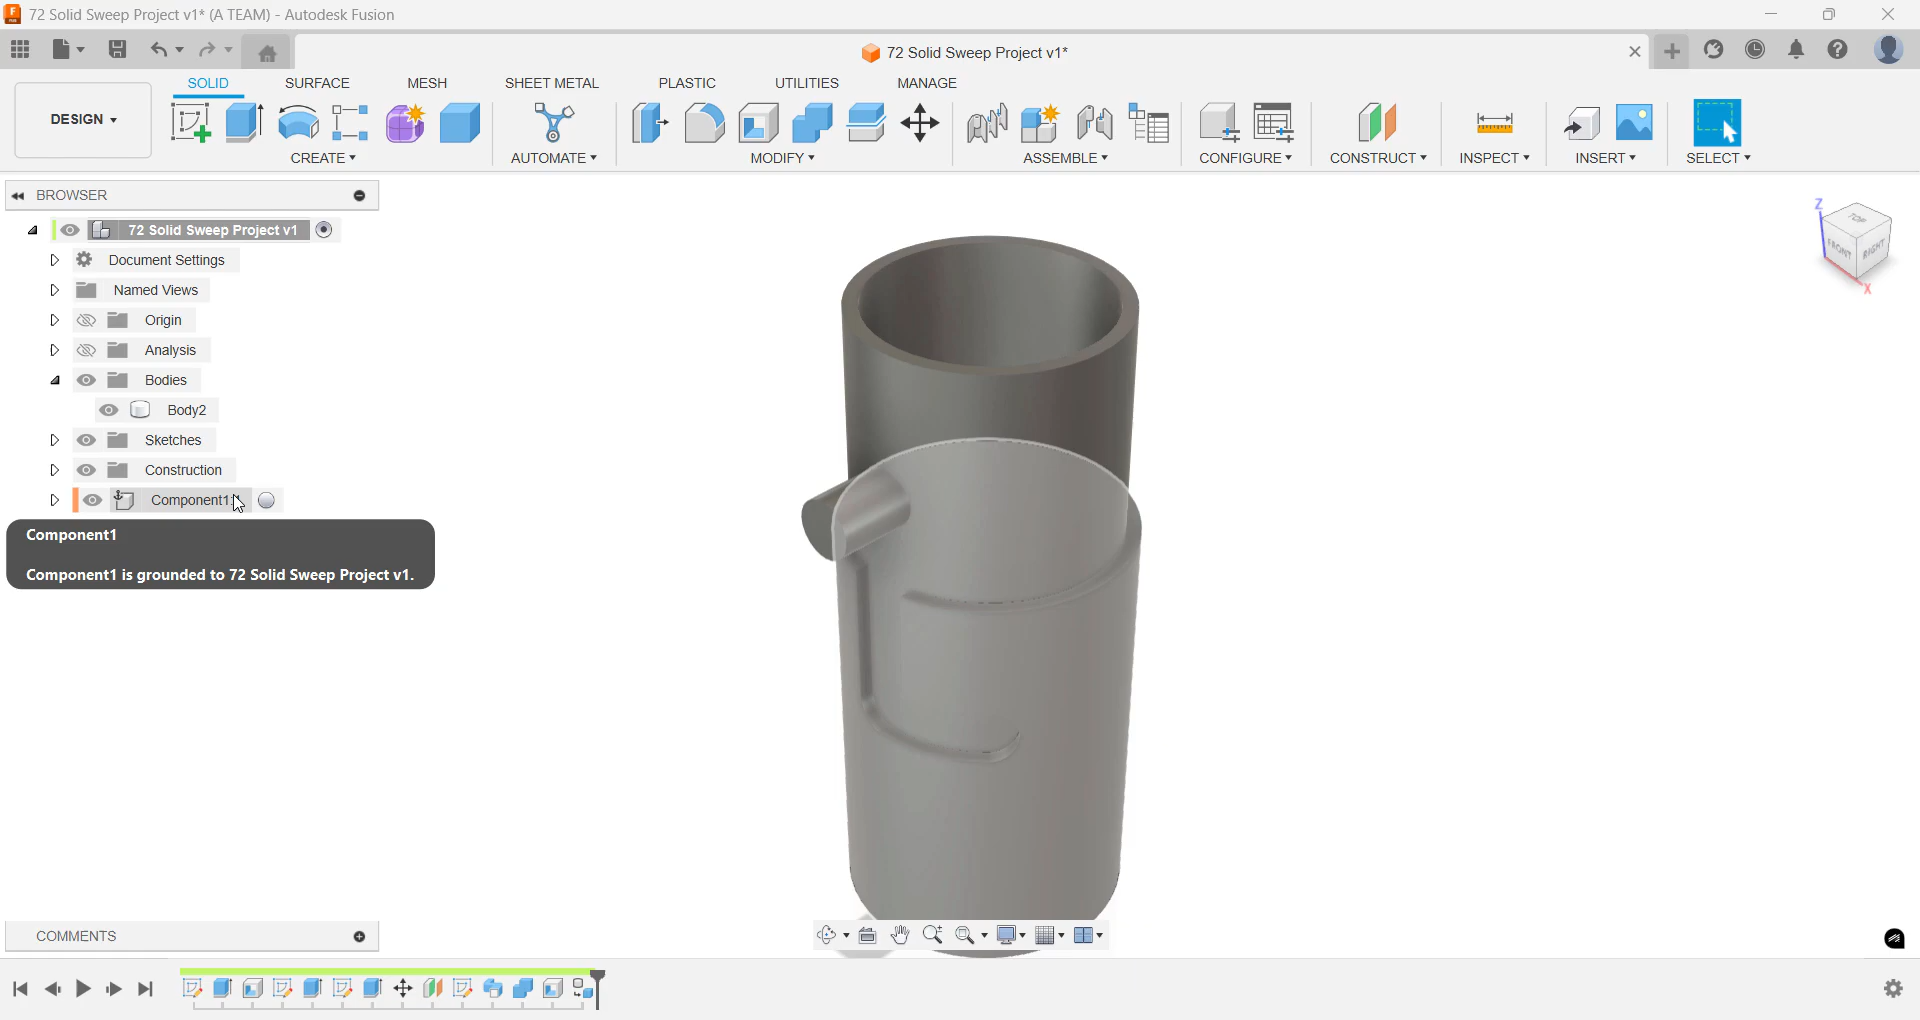 72 Solid Sweep Project v1* (A TEAM) - Autodesk Fusion
72 Solid Sweep Project v1*
DESIGN
SOLID
SURFACE
MESH
SHEET METAL
PLASTIC
UTILITIES
MANAGE
CREATE
AUTOMATE
MODIFY
ASSEMBLE
CONFIGURE
CONSTRUCT
INSPECT
INSERT
SELECT
BROWSER
72 Solid Sweep Project v1
Document Settings
Named Views
Origin
Analysis
Bodies
Body2
Sketches
Construction
Component1:
Component1
Component1 is grounded to 72 Solid Sweep Project v1.
Z
TOP
FRONT
RIGHT
X
COMMENTS